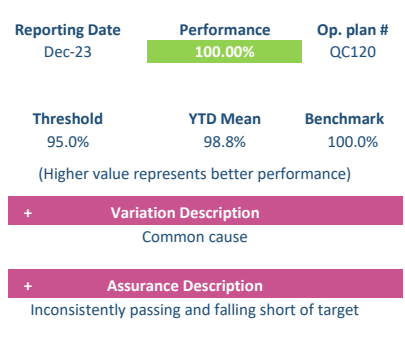 Reporting Date Performance Op. plan #
Dec-23 100.00% QC120
Threshold YTD Mean Benchmark
95.0% 98.8% 100.0%
(Higher value represents better performance)
+ Variation Description
Common cause
+ Assurance Description
Inconsistently passing and falling short of target